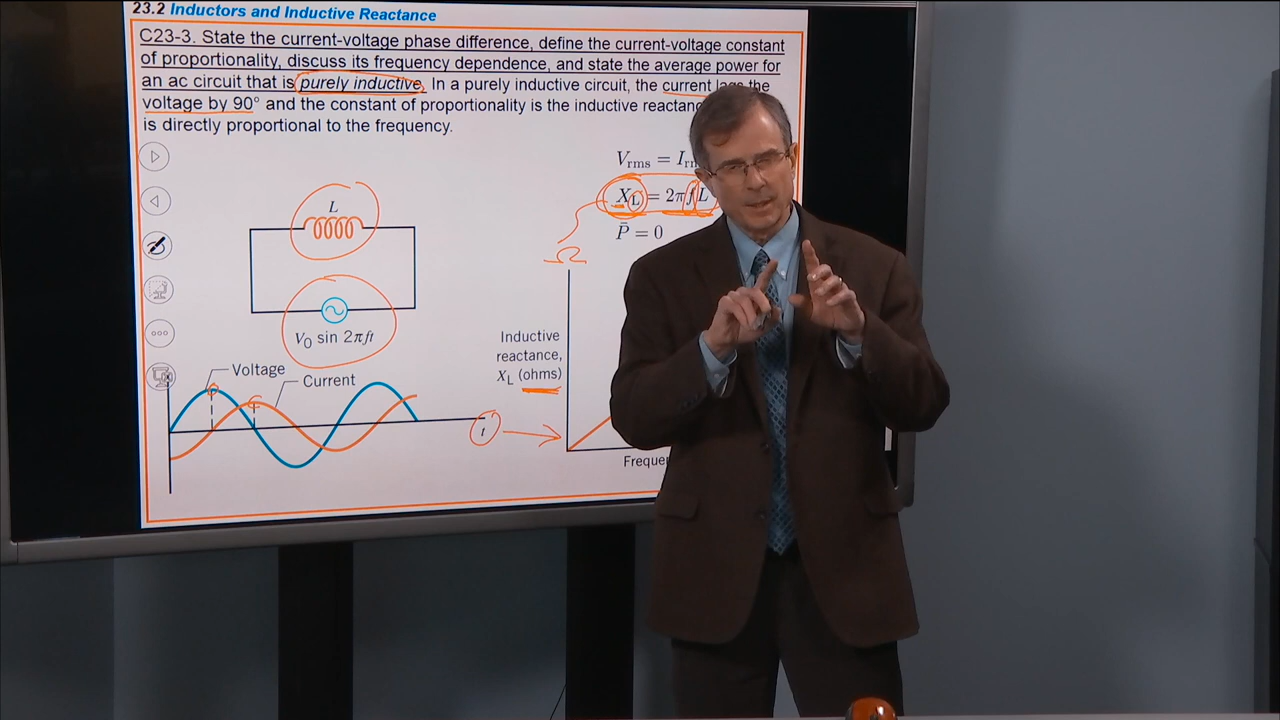 23.2 Inductors and Inductive Reactance
C23-3. State the current-voltage phase difference, define the current-voltage constant
of proportionality, discuss its frequency dependence, and state the average power for
an ac circuit that is purely inductive. In a purely inductive circuit, the current lags the
voltage by 90° and the constant of proportionality is the inductive
is directly proportional to the frequency.
V_rms =
X_L = 2πfL
P̄ = 0
Ω
L
V₀ sin 2πft
Inductive
reactance,
X_L (ohms)
Voltage
Current